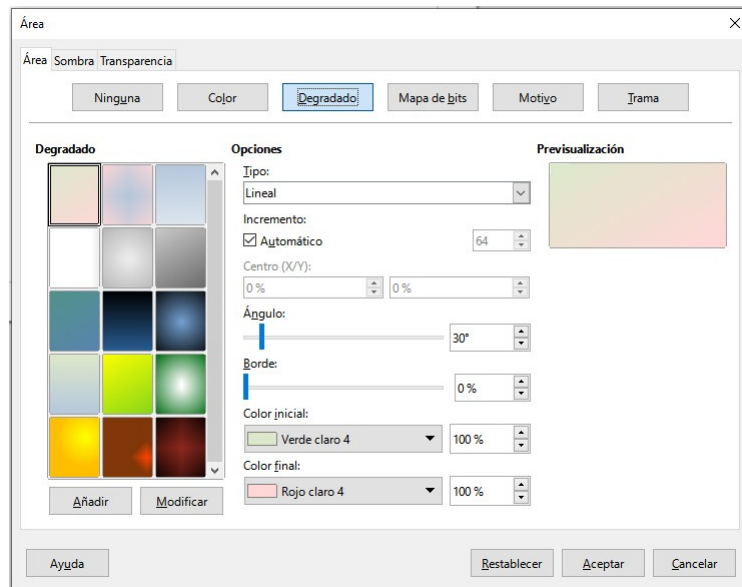 Área
Área Sombra Transparencia
Ninguna Color Degradado Mapa de bits Motivo Trama
Degradado
Opciones
Previsualización
Tipo:
Lineal
Incremento:
Automático 64
Centro (X/Y):
0 % 0 %
Ángulo:
30°
Borde:
0 %
Color inicial:
Verde claro 4 100 %
Color final:
Rojo claro 4 100 %
Añadir Modificar
Ayuda Restablecer Aceptar Cancelar